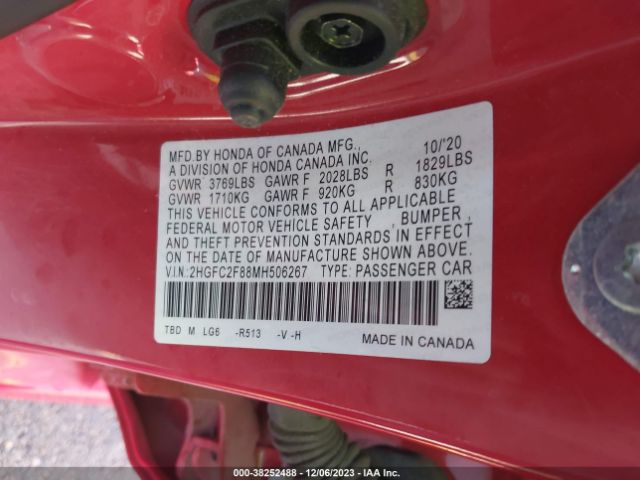 MFD.BY HONDA OF CANADA MFG., 10/'20
A DIVISION OF HONDA CANADA INC.
GVWR 3769LBS GAWR F 2028LBS R 1829LBS
GVWR 1710KG GAWR F 920KG R 830KG
THIS VEHICLE CONFORMS TO ALL APPLICABLE
FEDERAL MOTOR VEHICLE SAFETY , BUMPER ,
AND THEFT PREVENTION STANDARDS IN EFFECT
ON THE DATE OF MANUFACTURE SHOWN ABOVE.
V.I.N: 2HGFC2F88MH506267 TYPE: PASSENGER CAR
TBD M LG6 -R513 -V -H
MADE IN CANADA
000-38252488 - 12/06/2023 - IAA Inc.